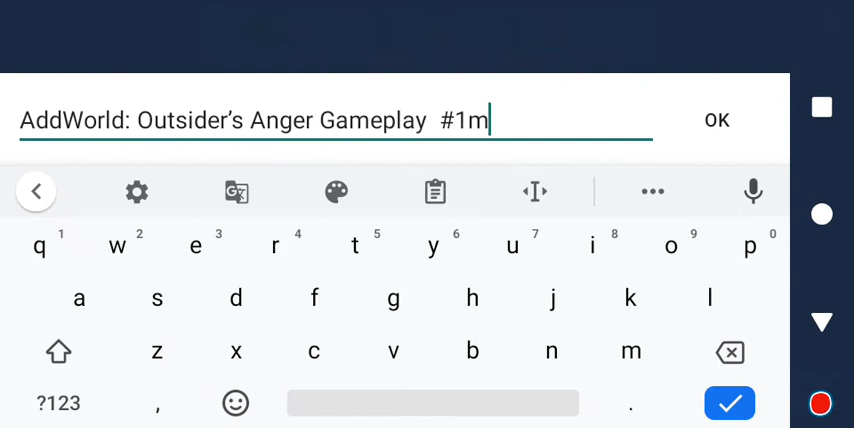 AddWorld: Outsider’s Anger Gameplay  #1m
OK
q 1 w 2 e 3 r 4 t 5 y 6 u 7 i 8 o 9 p 0
a s d f g h j k l
z x c v b n m
?123 , .